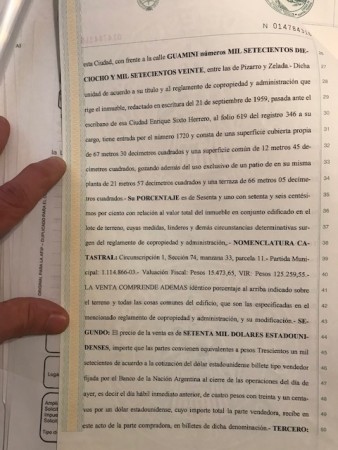 N 014784514
esta Ciudad, con frente a la calle GUAMINI números MIL SETECIENTOS DIE-
CIOCHO Y MIL SETECIENTOS VEINTE, entre las de Pizarro y Zelada.- Dicha
unidad de acuerdo a su título y al reglamento de copropiedad y administración que
rige el inmueble, redactado en escritura del 21 de septiembre de 1959, pasada ante el
escribano de esa Ciudad Enrique Soto Herrero, al folio 619 del registro 346 a su
cargo, tiene entrada por el número 1720 y consta de una superficie cubierta propia
de 67 metros 30 decímetros cuadrados y una superficie común de 12 metros 45 de-
címetros cuadrados, gozando además del uso exclusivo de un patio de en su misma
planta de 21 metros 57 decímetros cuadrados y una terraza de 66 metros 05 decíme-
tros cuadrados.- Su PORCENTAJE es de Sesenta y uno con setenta y seis centési-
mos por ciento con relación al valor total del inmueble en conjunto edificado en el
lote de terreno, cuyas medidas, linderos y demás circunstancias determinativas sur-
gen del reglamento de copropiedad y administración,.- NOMENCLATURA CA-
TASTRAL: Circunscripción 1, Sección 74, manzana 33, parcela 11.- Partida Muni-
cipal: 1.114.866-03.- Valuación Fiscal: Pesos 15.473,65, VIR: Pesos 125.259,55.-
LA VENTA COMPRENDE ADEMÁS idéntico porcentaje al arriba indicado sobre
el terreno y todas las cosas comunes del edificio, que son las especificadas en el
mencionado reglamento de copropiedad y administración, y su modificación.- SE-
GUNDO: El precio de la venta es de SETENTA MIL DOLARES ESTADOUNI-
DENSES, importe que las partes convienen equivalentes a pesos Trescientos un mil
setecientos de acuerdo a la cotización del dólar estadounidense billete tipo vendedor
fijada por el Banco de la Nación Argentina al cierre de las operaciones del día de
ayer, es decir el día hábil inmediato anterior, de cuatro pesos con treinta y un centa-
vos por un dólar estadounidense, cuyo importe total la parte vendedora, recibe en
este acto de la parte compradora, en billetes de dicha denominación.- TERCERO: